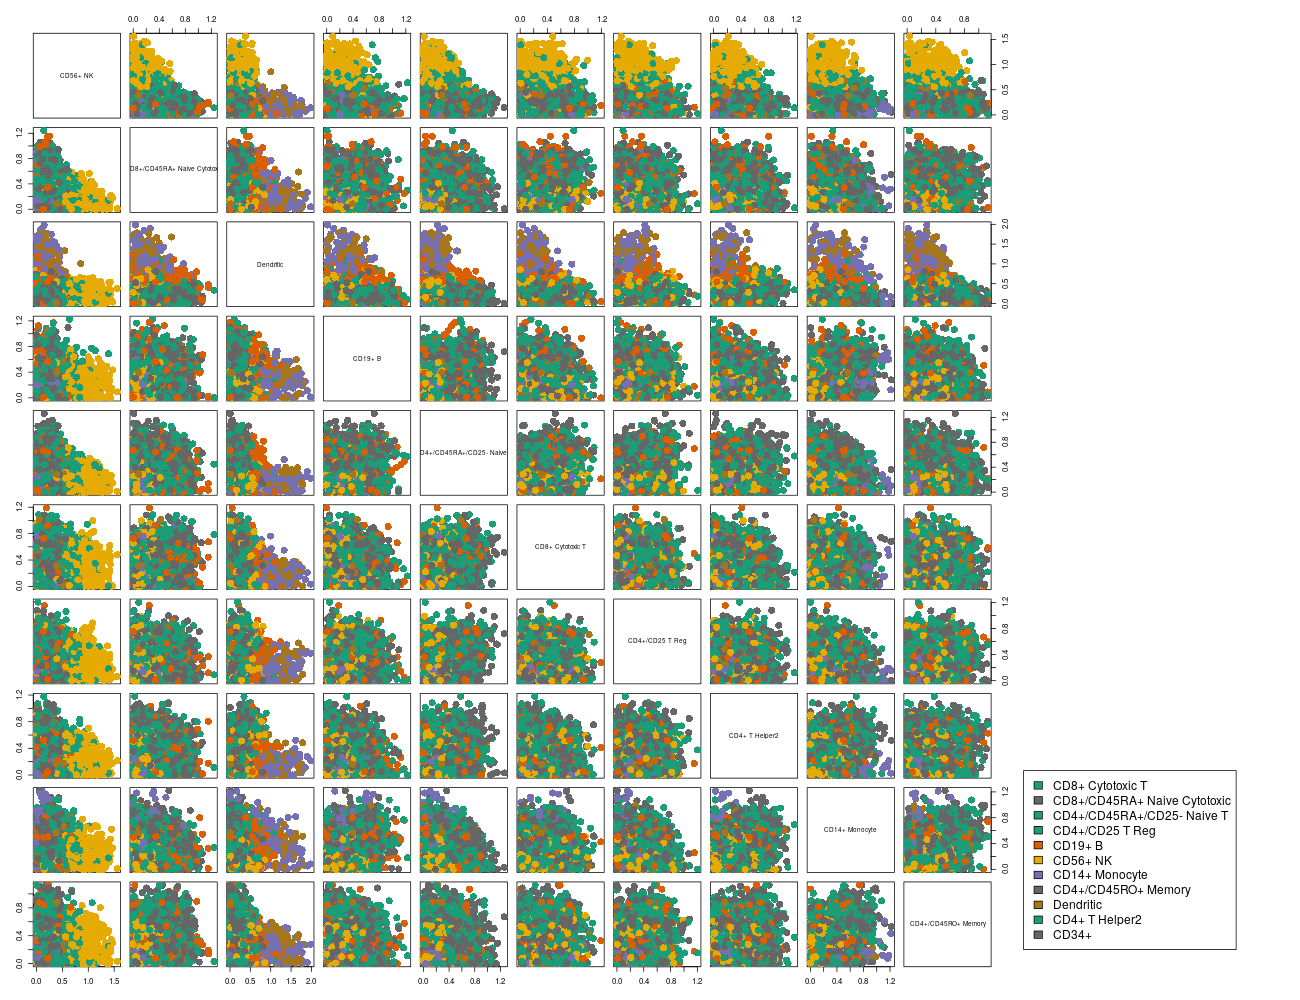 0.0 0.4 0.8 1.2 0.0 0.4 0.8 1.2 0.0 0.4 0.8 1.2 0.0 0.4 0.8 1.2 0.0 0.4 0.8
CD56+ NK
0.0 0.5 1.0 1.5
0.0 0.4 0.8 1.2
D8+/CD45RA+ Naive Cytotox
Dendritic
0.0 0.5 1.0 1.5 2.0
0.0 0.4 0.8 1.2
CD19+ B
D4+/CD45RA+/CD25- Naive
0.0 0.4 0.8 1.2
0.0 0.4 0.8 1.2
CD8+ Cytotoxic T
CD4+/CD25 T Reg
0.0 0.4 0.8 1.2
0.0 0.4 0.8 1.2
CD4+ T Helper2
CD14+ Monocyte
0.0 0.4 0.8 1.2
0.0 0.4 0.8
CD4+/CD45RO+ Memory
0.0 0.5 1.0 1.5 0.0 0.5 1.0 1.5 2.0 0.0 0.4 0.8 1.2 0.0 0.4 0.8 1.2 0.0 0.4 0.8 1.2
CD8+ Cytotoxic T
CD8+/CD45RA+ Naive Cytotoxic
CD4+/CD45RA+/CD25- Naive T
CD4+/CD25 T Reg
CD19+ B
CD56+ NK
CD14+ Monocyte
CD4+/CD45RO+ Memory
Dendritic
CD4+ T Helper2
CD34+